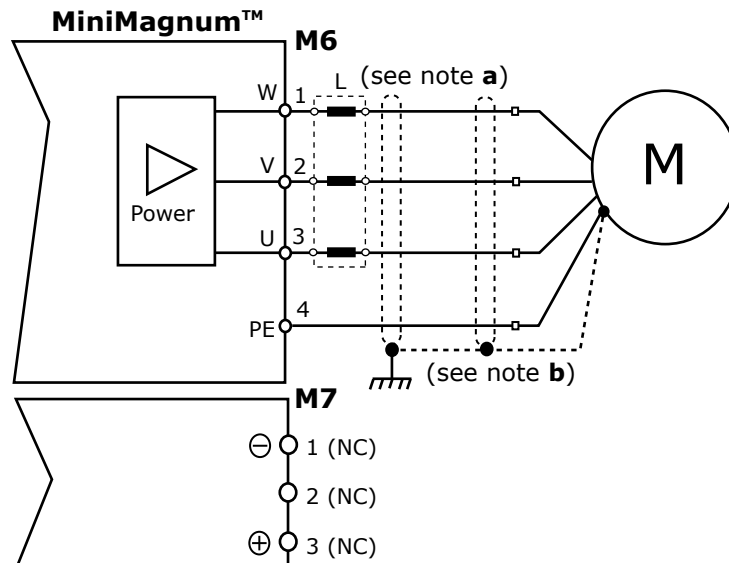 MiniMagnum™
M6
W 1 L (see note a)
V 2
Power
U 3
M
PE 4
(see note b)
M7
⊖ 1 (NC)
2 (NC)
⊕ 3 (NC)